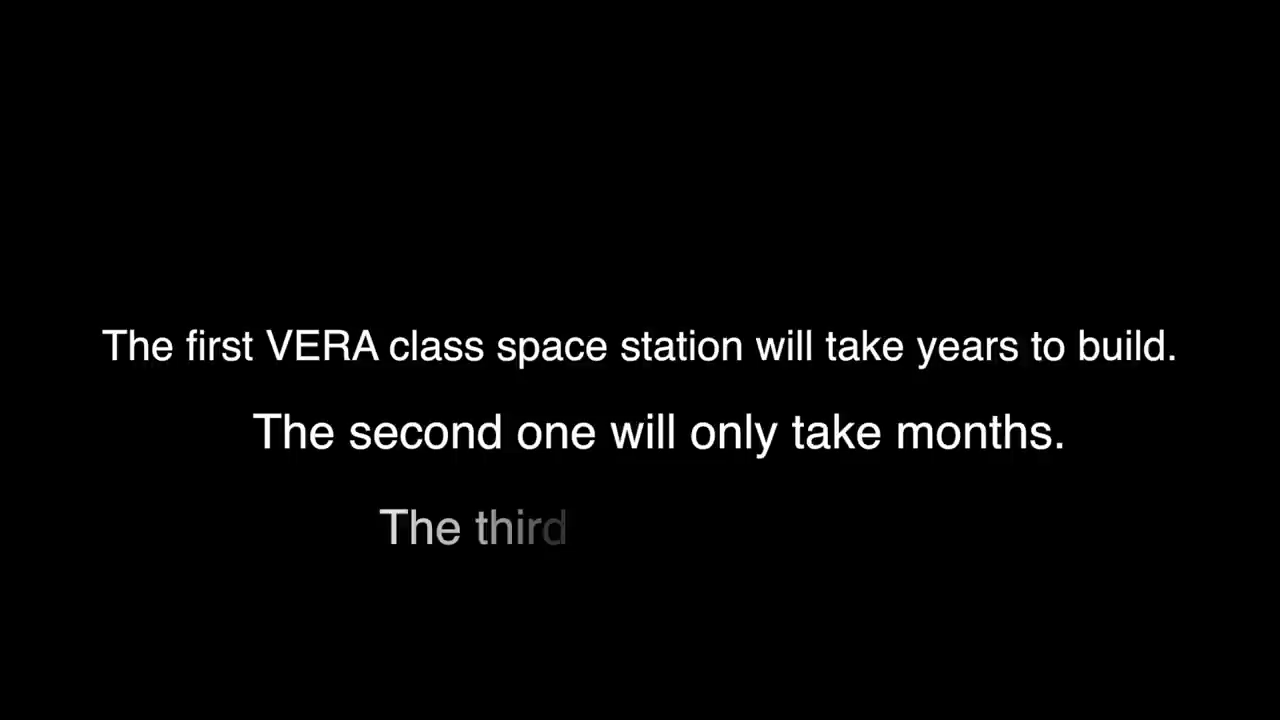 The first VERA class space station will take years to build.
The second one will only take months.
The third